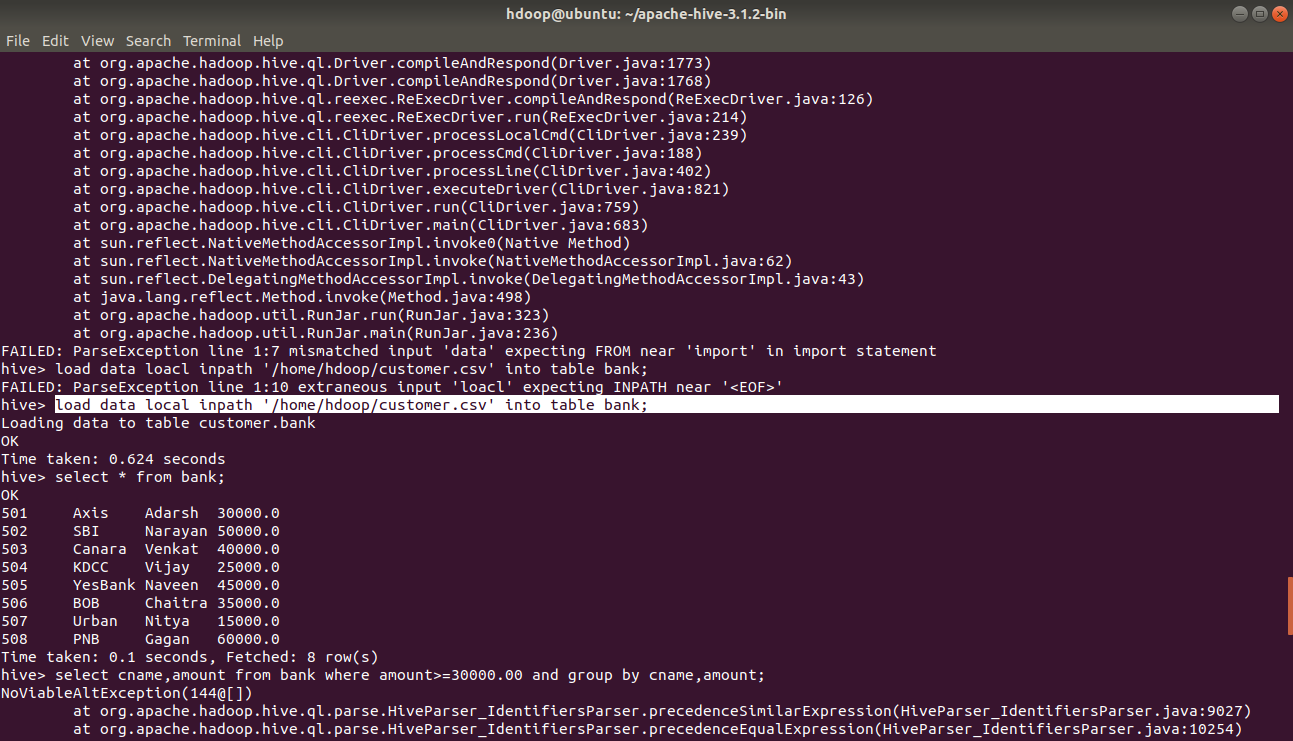 hdoop@ubuntu: ~/apache-hive-3.1.2-bin
File Edit View Search Terminal Help
at org.apache.hadoop.hive.ql.Driver.compileAndRespond(Driver.java:1773)
at org.apache.hadoop.hive.ql.Driver.compileAndRespond(Driver.java:1768)
at org.apache.hadoop.hive.ql.reexec.ReExecDriver.compileAndRespond(ReExecDriver.java:126)
at org.apache.hadoop.hive.ql.reexec.ReExecDriver.run(ReExecDriver.java:214)
at org.apache.hadoop.hive.cli.CliDriver.processLocalCmd(CliDriver.java:239)
at org.apache.hadoop.hive.cli.CliDriver.processCmd(CliDriver.java:188)
at org.apache.hadoop.hive.cli.CliDriver.processLine(CliDriver.java:402)
at org.apache.hadoop.hive.cli.CliDriver.executeDriver(CliDriver.java:821)
at org.apache.hadoop.hive.cli.CliDriver.run(CliDriver.java:759)
at org.apache.hadoop.hive.cli.CliDriver.main(CliDriver.java:683)
at sun.reflect.NativeMethodAccessorImpl.invoke0(Native Method)
at sun.reflect.NativeMethodAccessorImpl.invoke(NativeMethodAccessorImpl.java:62)
at sun.reflect.DelegatingMethodAccessorImpl.invoke(DelegatingMethodAccessorImpl.java:43)
at java.lang.reflect.Method.invoke(Method.java:498)
at org.apache.hadoop.util.RunJar.run(RunJar.java:323)
at org.apache.hadoop.util.RunJar.main(RunJar.java:236)
FAILED: ParseException line 1:7 mismatched input 'data' expecting FROM near 'import' in import statement
hive> load data loacl inpath '/home/hdoop/customer.csv' into table bank;
FAILED: ParseException line 1:10 extraneous input 'loacl' expecting INPATH near '<EOF>'
hive> load data local inpath '/home/hdoop/customer.csv' into table bank;
Loading data to table customer.bank
OK
Time taken: 0.624 seconds
hive> select * from bank;
OK
501 Axis Adarsh 30000.0
502 SBI Narayan 50000.0
503 Canara Venkat 40000.0
504 KDCC Vijay 25000.0
505 YesBank Naveen 45000.0
506 BOB Chaitra 35000.0
507 Urban Nitya 15000.0
508 PNB Gagan 60000.0
Time taken: 0.1 seconds, Fetched: 8 row(s)
hive> select cname,amount from bank where amount>=30000.00 and group by cname,amount;
NoViableAltException(144@[])
at org.apache.hadoop.hive.ql.parse.HiveParser_IdentifiersParser.precedenceSimilarExpression(HiveParser_IdentifiersParser.java:9027)
at org.apache.hadoop.hive.ql.parse.HiveParser_IdentifiersParser.precedenceEqualExpression(HiveParser_IdentifiersParser.java:10254)